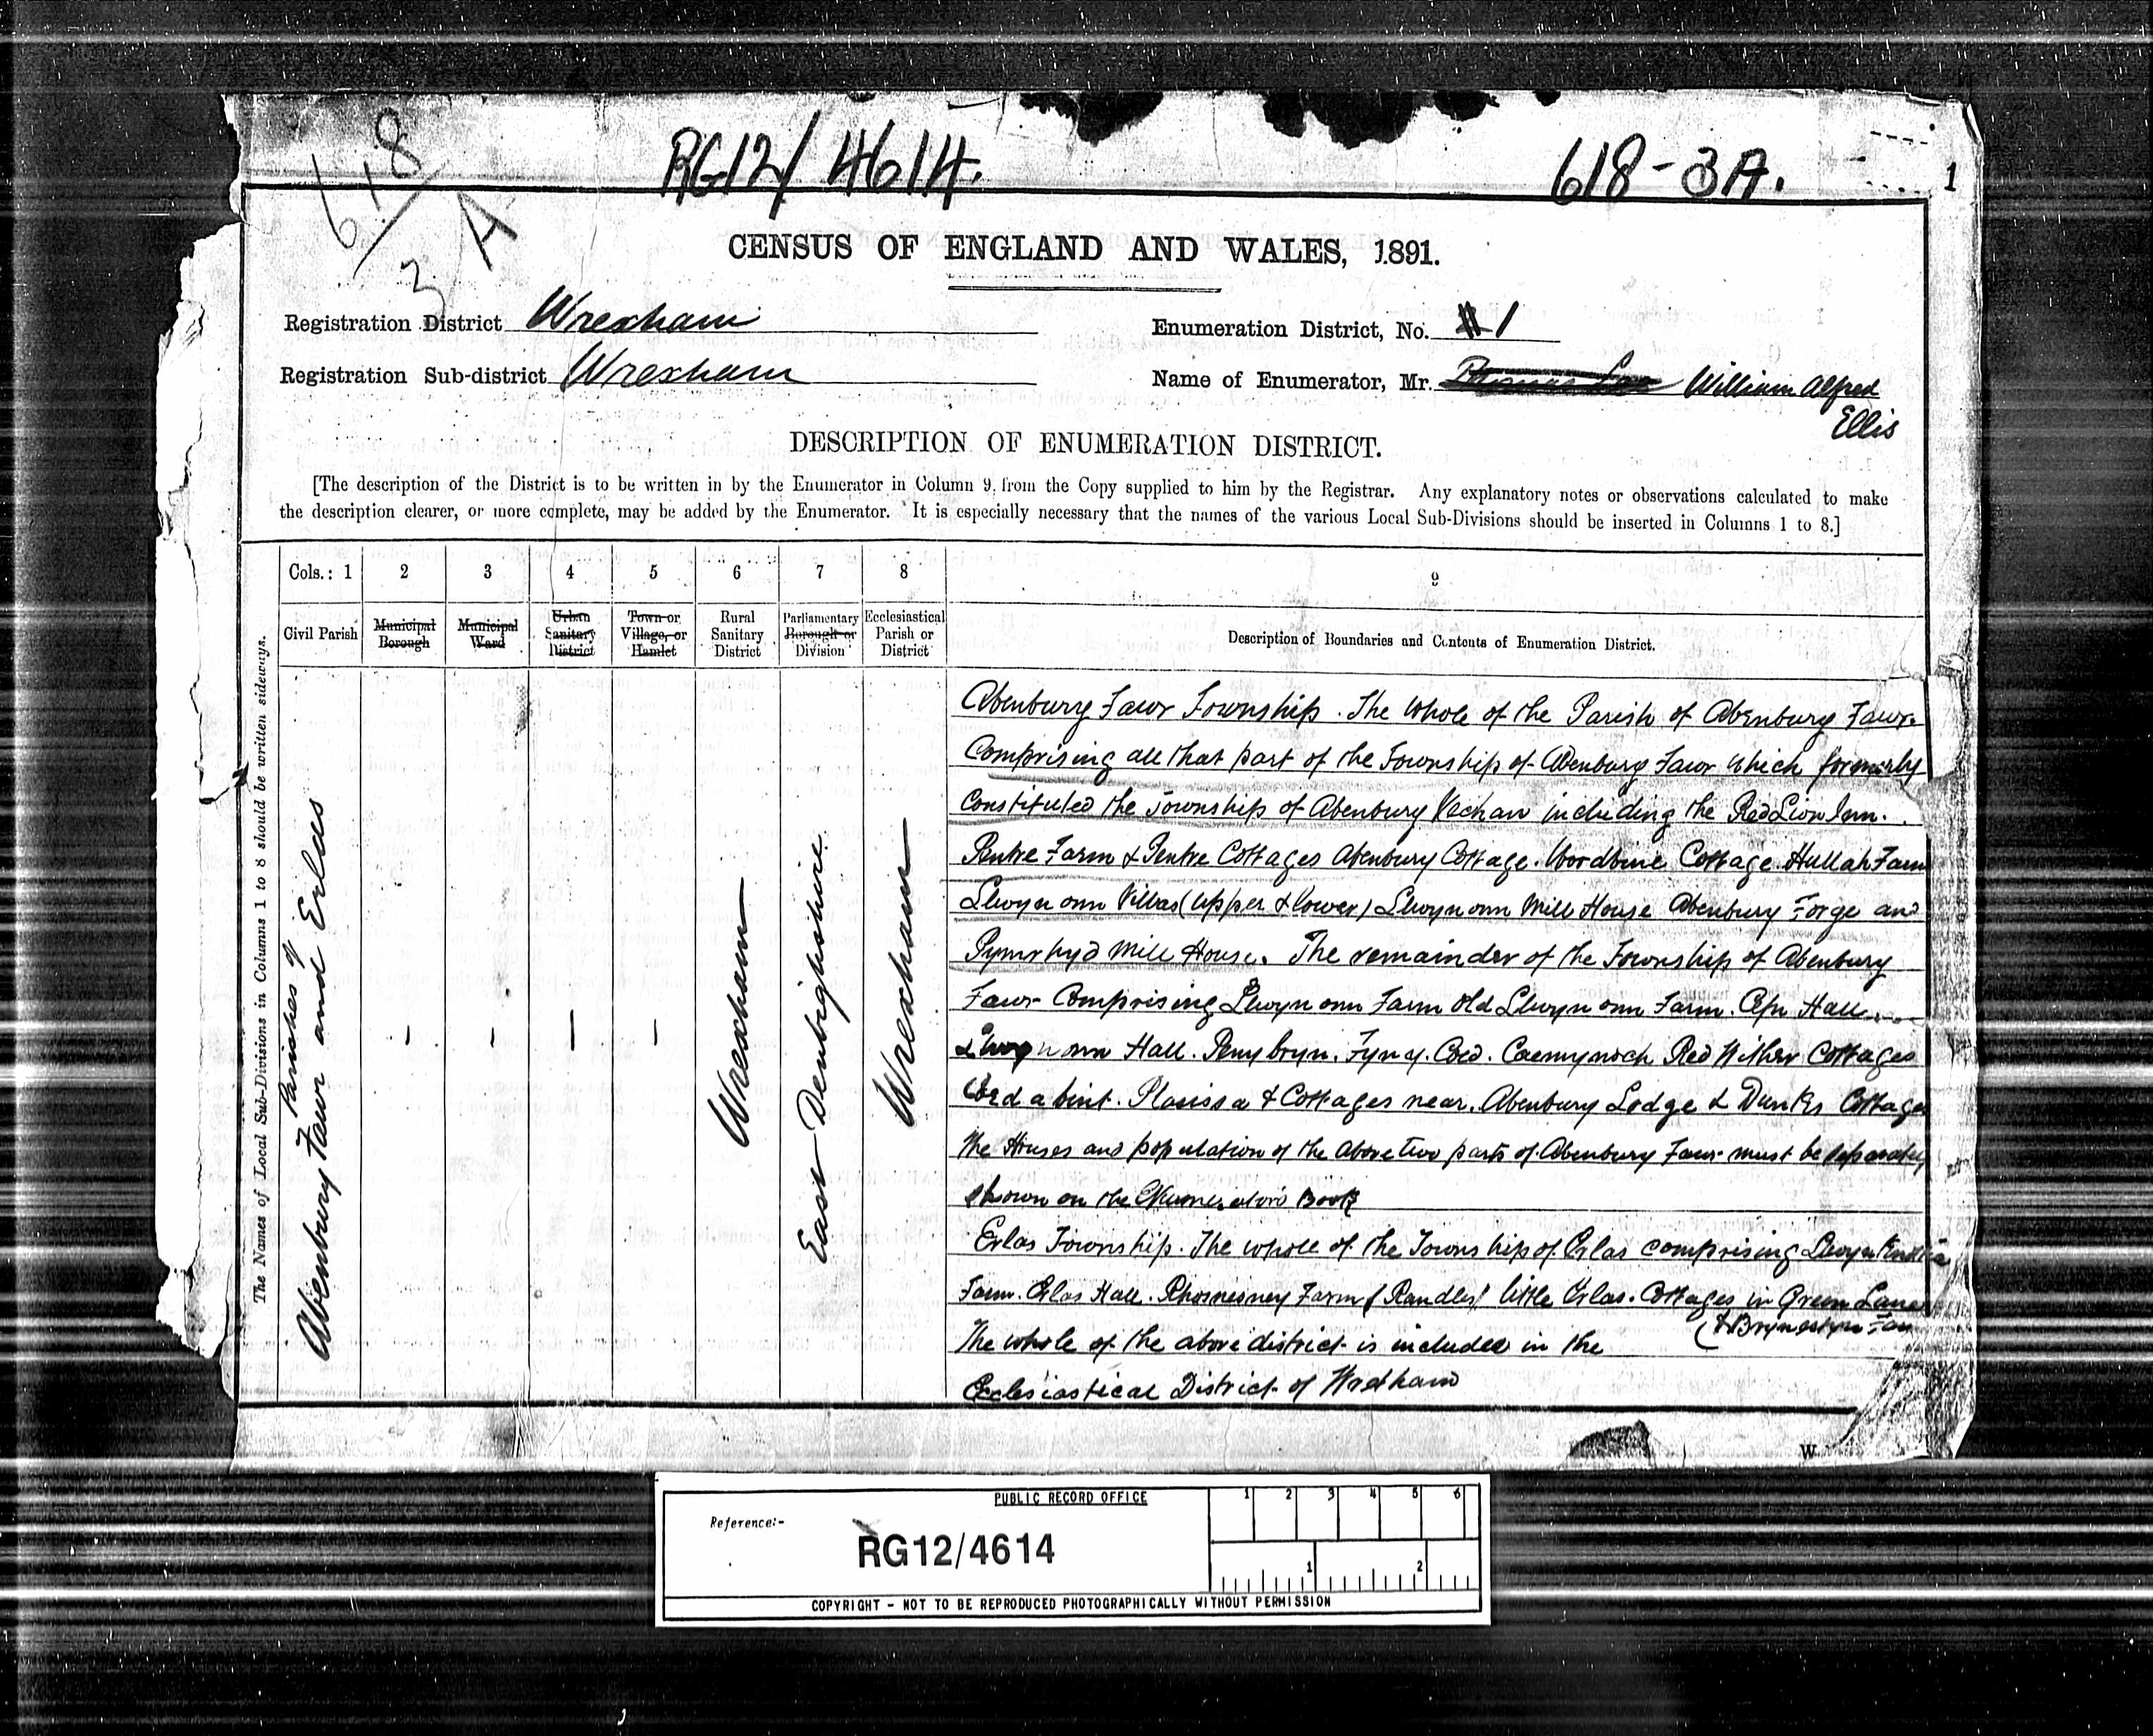 618
3 A
RG12/4614.
618-3A.
1
CENSUS OF ENGLAND AND WALES, 1891.
Registration District Wrexham
Enumeration District, No. 1
Registration Sub-district Wrexham
Name of Enumerator, Mr. William Alfred
Ellis
DESCRIPTION OF ENUMERATION DISTRICT.
[The description of the District is to be written in by the Enumerator in Column 9, from the Copy supplied to him by the Registrar. Any explanatory notes or observations calculated to make
the description clearer, or more complete, may be added by the Enumerator. It is especially necessary that the names of the various Local Sub-Divisions should be inserted in Columns 1 to 8.]
The Names of Local Sub-Divisions in Columns 1 to 8 should be written sideways.
Cols.: 1 2 3 4 5 6 7 8 9
Civil Parish
Municipal Borough
Municipal Ward
Urban Sanitary District
Town or Village, or Hamlet
Rural Sanitary District
Parliamentary Borough or Division
Ecclesiastical Parish or District
Description of Boundaries and Contents of Enumeration District.
Parishes of
Abenbury Fawr and Erlas
-
-
-
-
Wrexham
East Denbighshire
Wrexham
Abenbury Fawr Township. The whole of the Parish of Abenbury Fawr.
Comprising all that part of the Township of Abenbury Fawr which formerly
Constituted the Township of Abenbury Vechan including the Red Lion Inn.
Pentre Farm & Pentre Cottages Abenbury Cottage. Woodbine Cottage. Hullah Farm
Llwyn onn Villas (Upper & lower) Llwyn onn Mill House Abenbury Forge and
Mill House. The remainder of the Township of Abenbury
Fawr Comprising Llwyn onn Farm Old Llwyn onn Farm. Cefn Hall
Llwyn onn Hall. Penybryn. Tyn y Coed. Caemynach Red Wither Cottages
Coed a bint. Plasissa & Cottages near. Abenbury Lodge & Dunks Cottages
The Houses and population of the above two parts of Abenbury Fawr must be separately
shown on the Enumerators Book
Erlas Township. The whole of the Township of Erlas comprising Llwyn
Farm. Erlas Hall. Rhosnesney Farm (Randles) little Erlas. Cottages in Green Lane
(& Brynestyn
The whole of the above district is included in the
Ecclesiastical District of Wrexham
W
PUBLIC RECORD OFFICE
1 2 3 4 5 6
Reference:-
RG12/4614
1 2
COPYRIGHT - NOT TO BE REPRODUCED PHOTOGRAPHICALLY WITHOUT PERMISSION